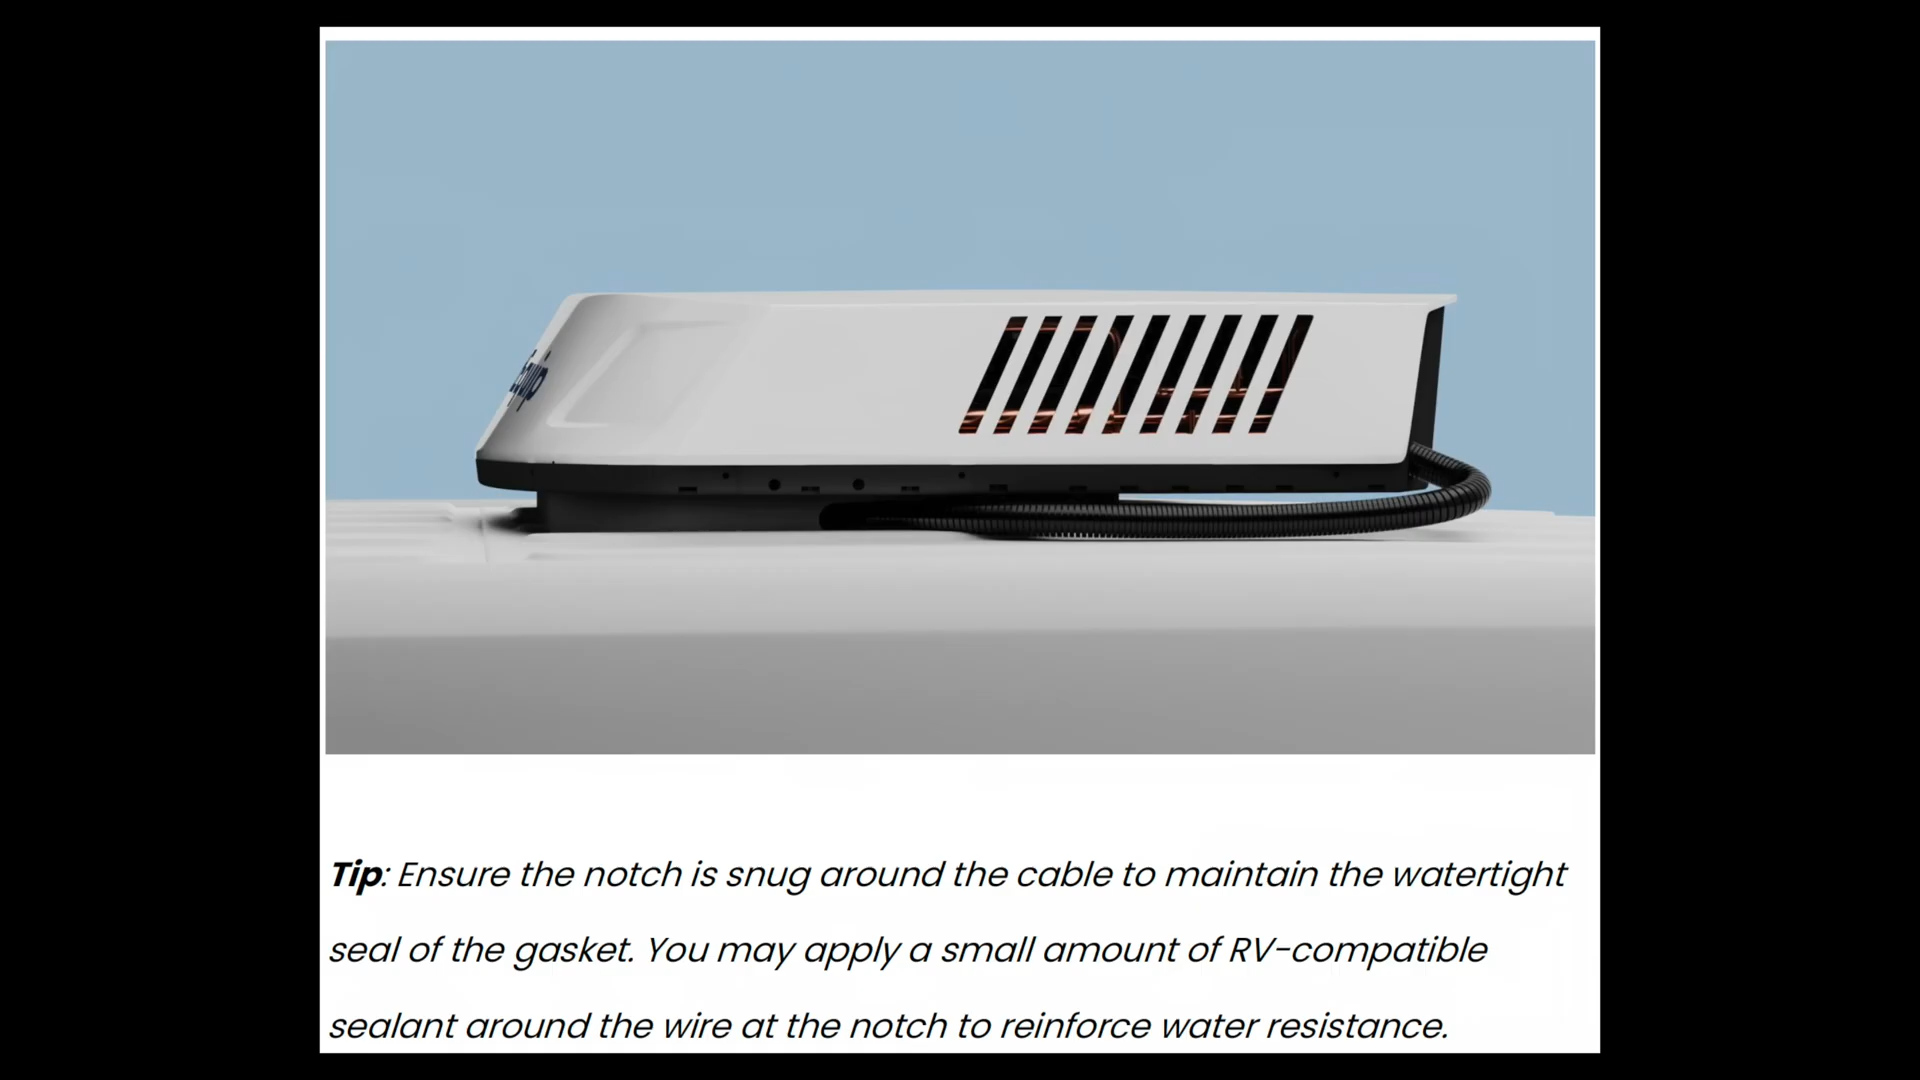 Tip: Ensure the notch is snug around the cable to maintain the watertight
seal of the gasket. You may apply a small amount of RV-compatible
sealant around the wire at the notch to reinforce water resistance.